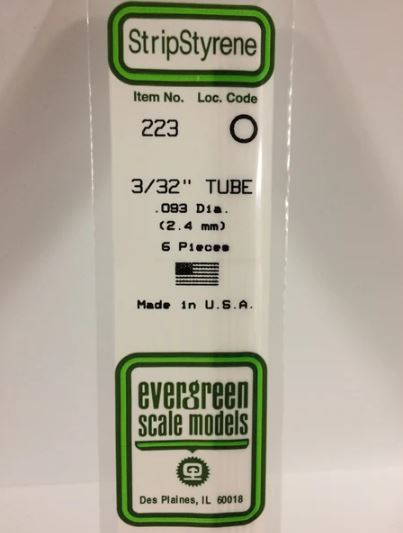 StripStyrene
Item No. Loc. Code
223 O
3/32" TUBE
.093 Dia.
(2.4 mm)
6 Pieces
Made in U.S.A.
evergreen
scale models
Des Plaines, IL 60018